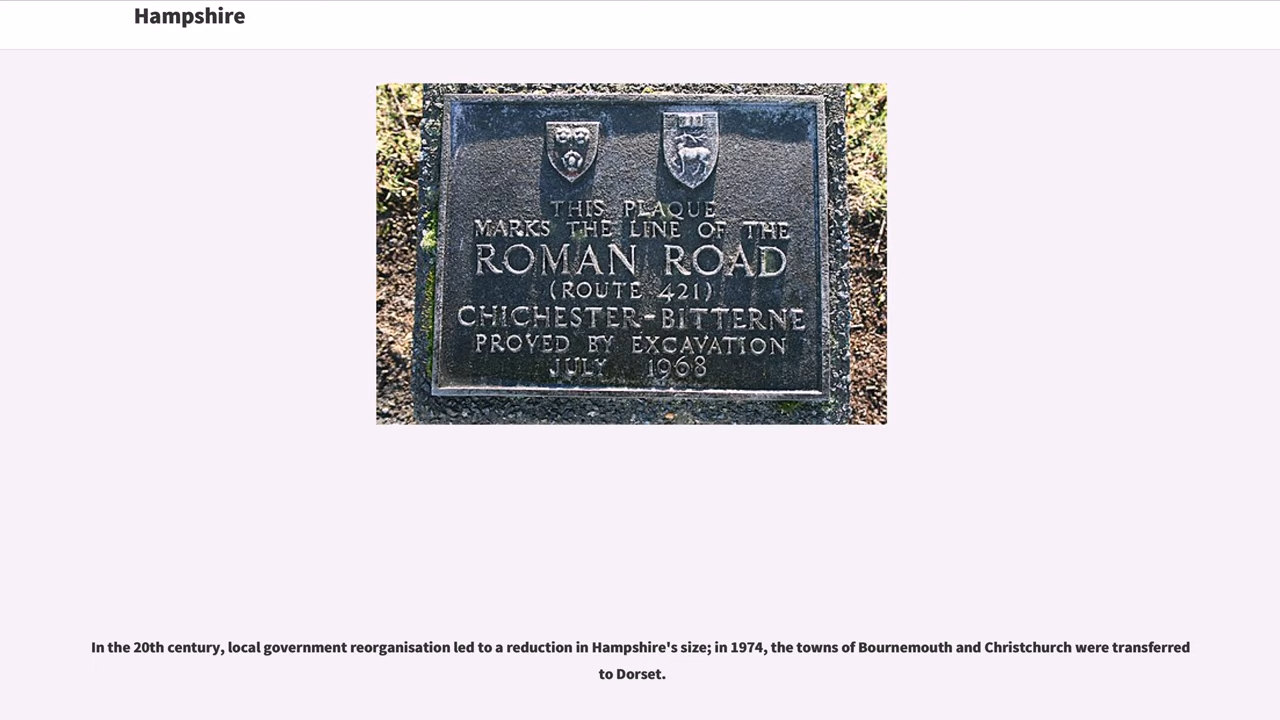 Hampshire
THIS PLAQUE
MARKS THE LINE OF THE
ROMAN ROAD
(ROUTE 421)
CHICHESTER-BITTERNE
PROVED BY EXCAVATION
JULY 1968
In the 20th century, local government reorganisation led to a reduction in Hampshire's size; in 1974, the towns of Bournemouth and Christchurch were transferred
to Dorset.